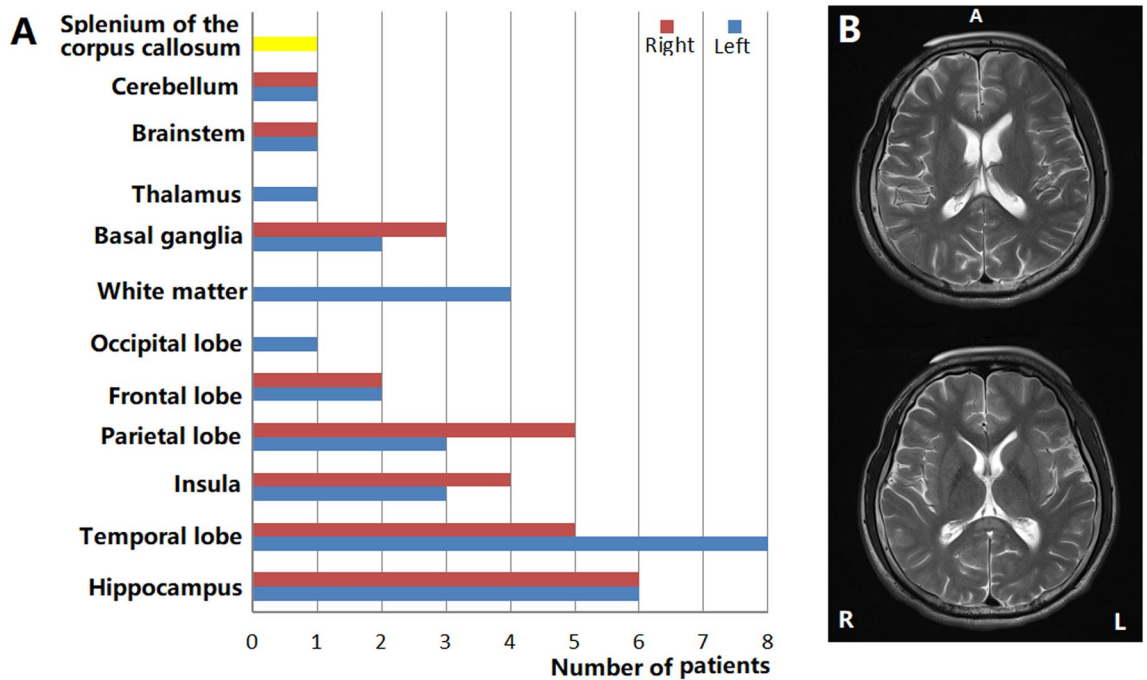 A
Splenium of the
corpus callosum
Cerebellum
Brainstem
Thalamus
Basal ganglia
White matter
Occipital lobe
Frontal lobe
Parietal lobe
Insula
Temporal lobe
Hippocampus
0 1 2 3 4 5 6 7 8
Number of patients
Right Left
B
A
R L